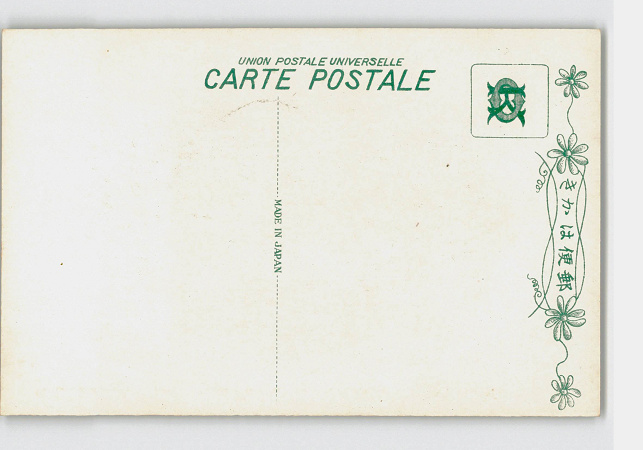 UNION POSTALE UNIVERSELLE
CARTE POSTALE
MADE IN JAPAN
きかは便郵